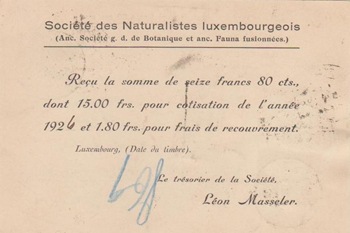 Société des Naturalistes luxembourgeois
(Anc. Société g. d. de Botanique et anc. Fauna fusionnées.)
Reçu la somme de seize francs 80 cts.,
dont 15.00 frs. pour cotisation de l'année
1926 et 1.80 frs. pour frais de recouvrement.
Luxembourg, (Date du timbre).
Le trésorier de la Société,
Léon Masseler.